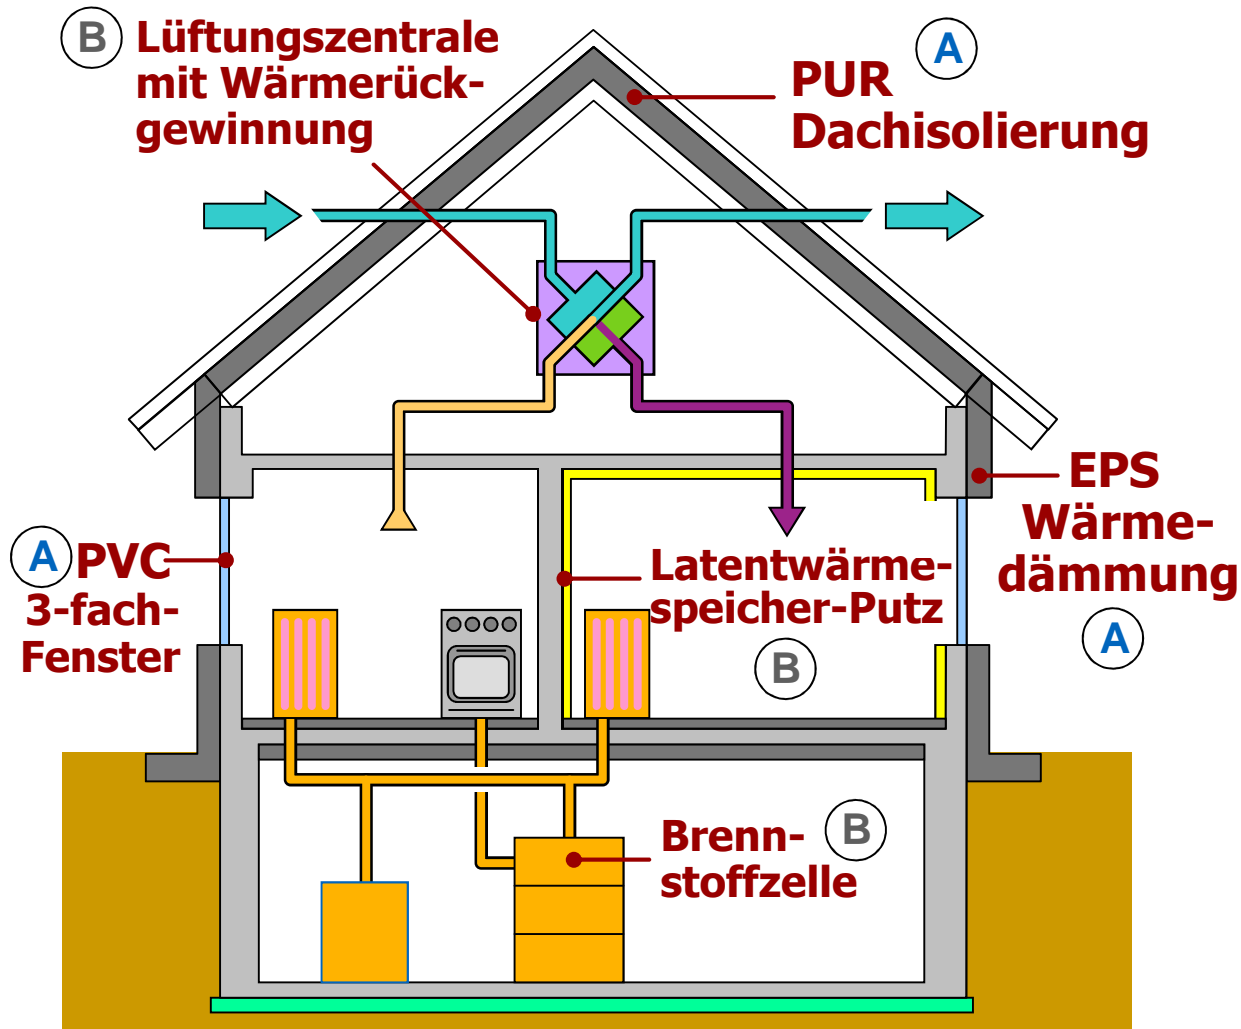 B Lüftungszentrale
mit Wärmerück-
gewinnung
A
PUR
Dachisolierung
EPS
Wärme-
dämmung
A
A PVC
3-fach-
Fenster
Latentwärme-
speicher-Putz
B
Brenn-
stoffzelle
B